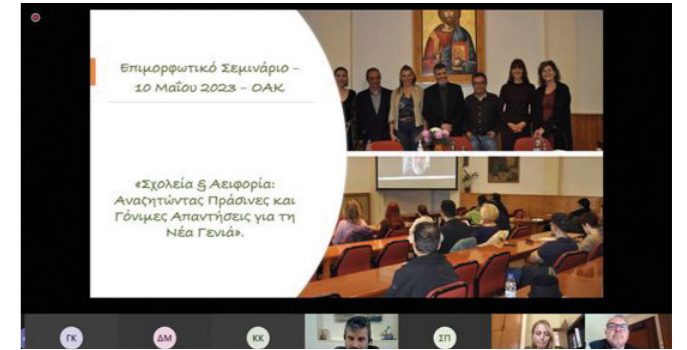 Επιμορφωτικό Σεμινάριο –
10 Μαΐου 2023 – ΟΑΚ
«Σχολεία & Αειφορία:
Αναζητώντας Πράσινες και
Γόνιμες Απαντήσεις για τη
Νέα Γενιά».
ΓΚ
ΔΜ
ΚΚ
ΣΠ